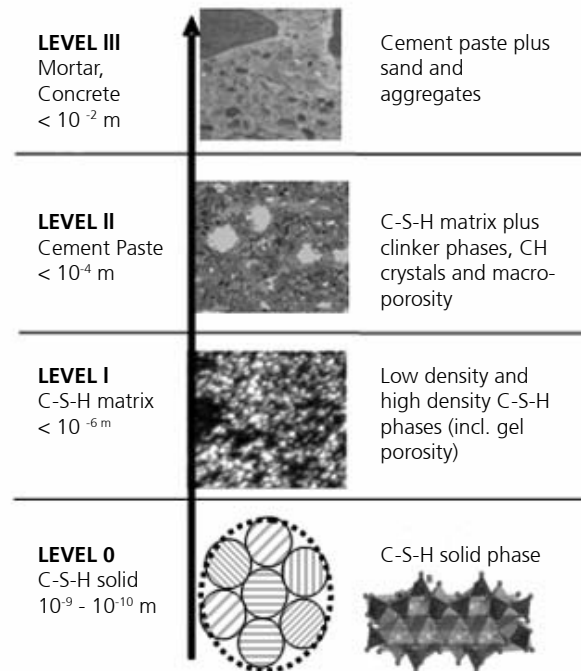 LEVEL III
Mortar,
Concrete
< 10 -2 m
Cement paste plus
sand and
aggregates
LEVEL II
Cement Paste
< 10-4 m
C-S-H matrix plus
clinker phases, CH
crystals and macro-
porosity
LEVEL I
C-S-H matrix
< 10 -6 m
Low density and
high density C-S-H
phases (incl. gel
porosity)
LEVEL 0
C-S-H solid
10-9 - 10-10 m
C-S-H solid phase